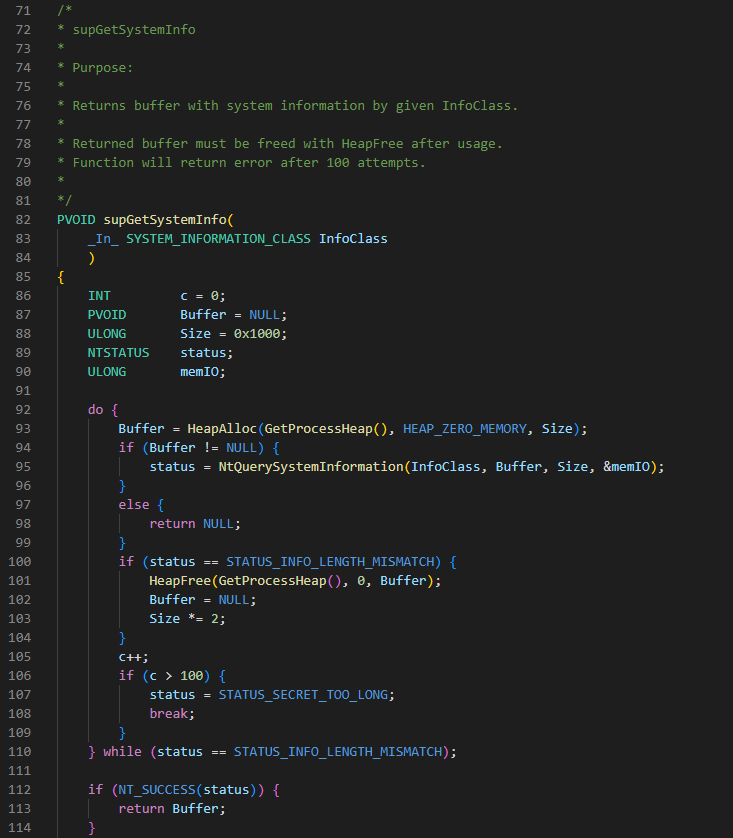 71 /*
72 * supGetSystemInfo
73 *
74 * Purpose:
75 *
76 * Returns buffer with system information by given InfoClass.
77 *
78 * Returned buffer must be freed with HeapFree after usage.
79 * Function will return error after 100 attempts.
80 *
81 */
82 PVOID supGetSystemInfo(
83     _In_ SYSTEM_INFORMATION_CLASS InfoClass
84     )
85 {
86     INT         c = 0;
87     PVOID       Buffer = NULL;
88     ULONG       Size = 0x1000;
89     NTSTATUS    status;
90     ULONG       memIO;
91
92     do {
93         Buffer = HeapAlloc(GetProcessHeap(), HEAP_ZERO_MEMORY, Size);
94         if (Buffer != NULL) {
95             status = NtQuerySystemInformation(InfoClass, Buffer, Size, &memIO);
96         }
97         else {
98             return NULL;
99         }
100         if (status == STATUS_INFO_LENGTH_MISMATCH) {
101             HeapFree(GetProcessHeap(), 0, Buffer);
102             Buffer = NULL;
103             Size *= 2;
104         }
105         c++;
106         if (c > 100) {
107             status = STATUS_SECRET_TOO_LONG;
108             break;
109         }
110     } while (status == STATUS_INFO_LENGTH_MISMATCH);
111
112     if (NT_SUCCESS(status)) {
113         return Buffer;
114     }